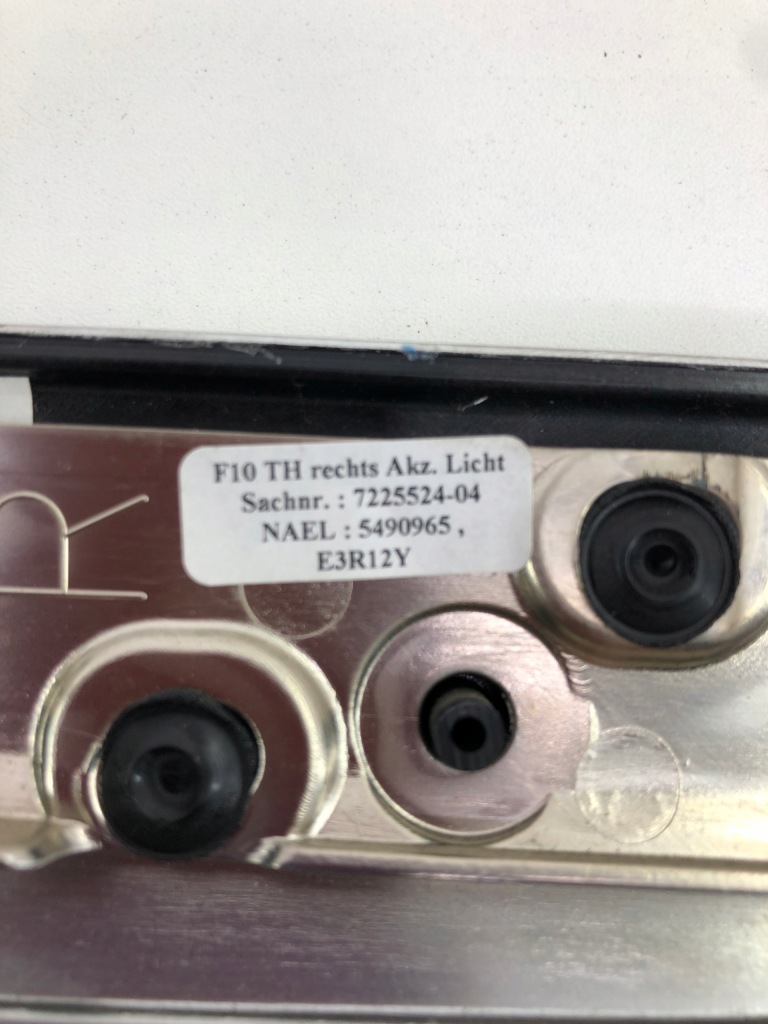 F10 TH rechts Akz. Licht
Sachnr. : 7225524-04
NAEL : 5490965 ,
E3R12Y
R